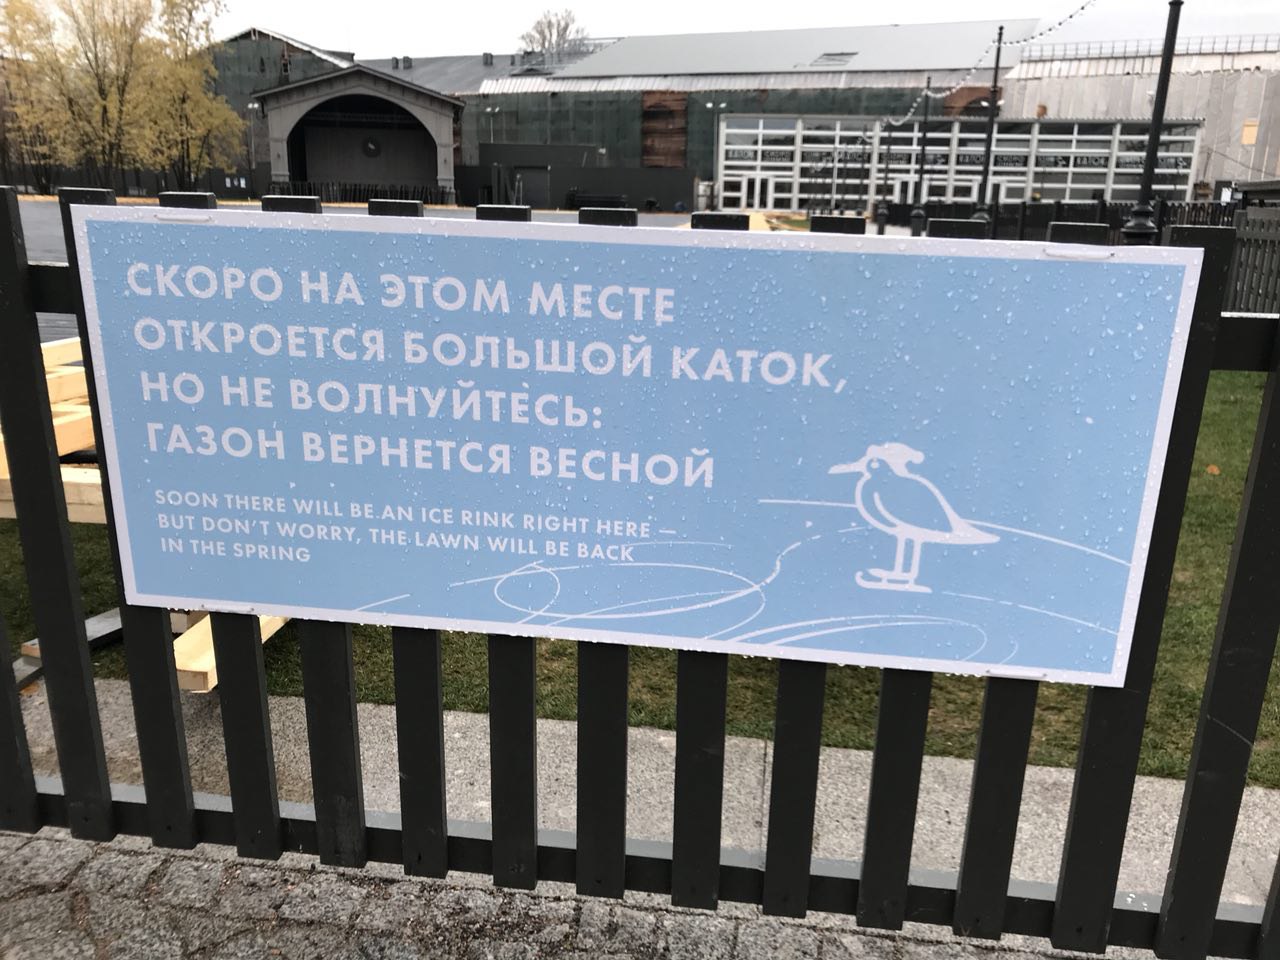 СКОРО НА ЭТОМ МЕСТЕ
ОТКРОЕТСЯ БОЛЬШОЙ КАТОК,
НО НЕ ВОЛНУЙТЕСЬ:
ГАЗОН ВЕРНЕТСЯ ВЕСНОЙ
SOON THERE WILL BE AN ICE RINK RIGHT HERE —
BUT DON'T WORRY, THE LAWN WILL BE BACK
IN THE SPRING